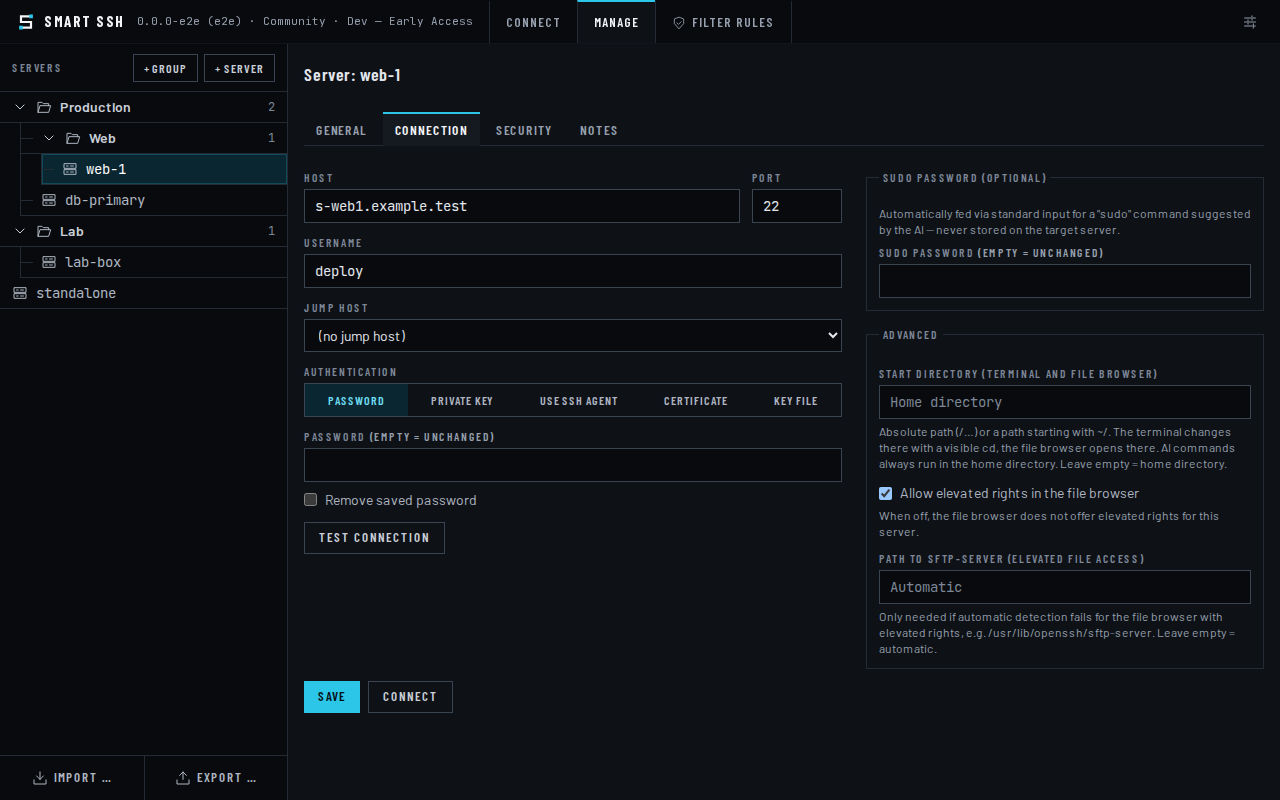 SMART SSH 0.0.0-e2e (e2e) · Community · Dev — Early Access CONNECT MANAGE FILTER RULES
SERVERS + GROUP + SERVER
Production 2
Web 1
web-1
db-primary
Lab 1
lab-box
standalone
IMPORT ... EXPORT ...
Server: web-1
GENERAL CONNECTION SECURITY NOTES
HOST PORT
s-web1.example.test 22
USERNAME
deploy
JUMP HOST
(no jump host)
AUTHENTICATION
PASSWORD PRIVATE KEY USE SSH AGENT CERTIFICATE KEY FILE
PASSWORD (EMPTY = UNCHANGED)
Remove saved password
TEST CONNECTION
SUDO PASSWORD (OPTIONAL)
Automatically fed via standard input for a "sudo" command suggested
by the AI — never stored on the target server.
SUDO PASSWORD (EMPTY = UNCHANGED)
ADVANCED
START DIRECTORY (TERMINAL AND FILE BROWSER)
Home directory
Absolute path (/...) or a path starting with ~/. The terminal changes
there with a visible cd, the file browser opens there. AI commands
always run in the home directory. Leave empty = home directory.
Allow elevated rights in the file browser
When off, the file browser does not offer elevated rights for this
server.
PATH TO SFTP-SERVER (ELEVATED FILE ACCESS)
Automatic
Only needed if automatic detection fails for the file browser with
elevated rights, e.g. /usr/lib/openssh/sftp-server. Leave empty =
automatic.
SAVE CONNECT